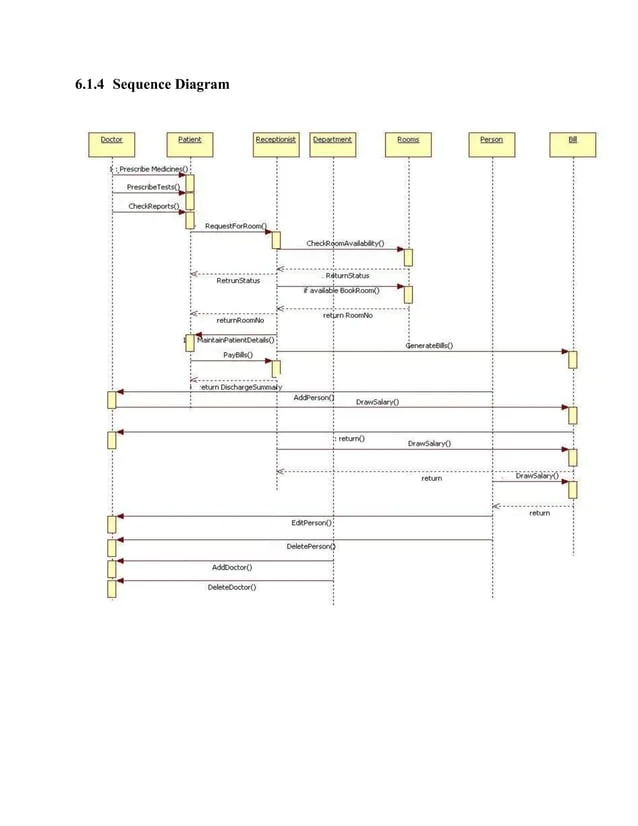 6.1.4 Sequence Diagram
Doctor Patient Receptionist Department Rooms Person Bill
1 : Prescribe Medicines()
PrescribeTests()
CheckReports()
RequestForRoom()
CheckRoomAvailability()
. ReturnStatus
RetrunStatus
if available BookRoom()
return RoomNo
returnRoomNo
MaintainPatientDetails()
GenerateBills()
PayBills()
eturn DischargeSummary
AddPerson()
DrawSalary()
: return()
DrawSalary()
return
DrawSalary()
return
EditPerson()
DeletePerson()
AddDoctor()
DeleteDoctor()